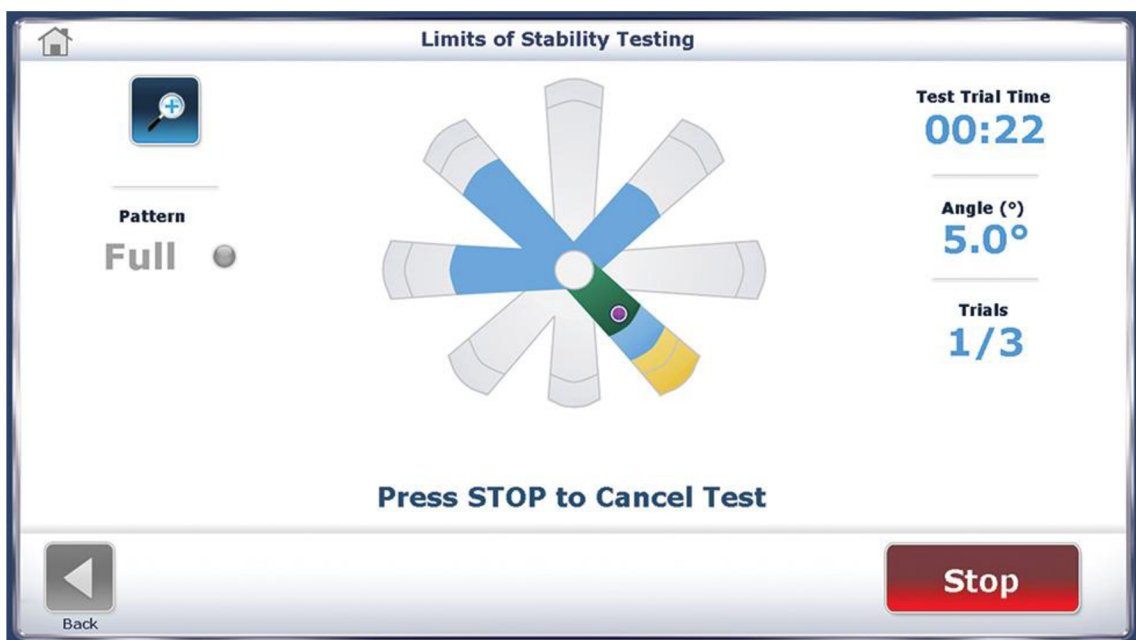 Limits of Stability Testing
Pattern
Full
Test Trial Time
00:22
Angle (°)
5.0°
Trials
1/3
Press STOP to Cancel Test
Back
Stop